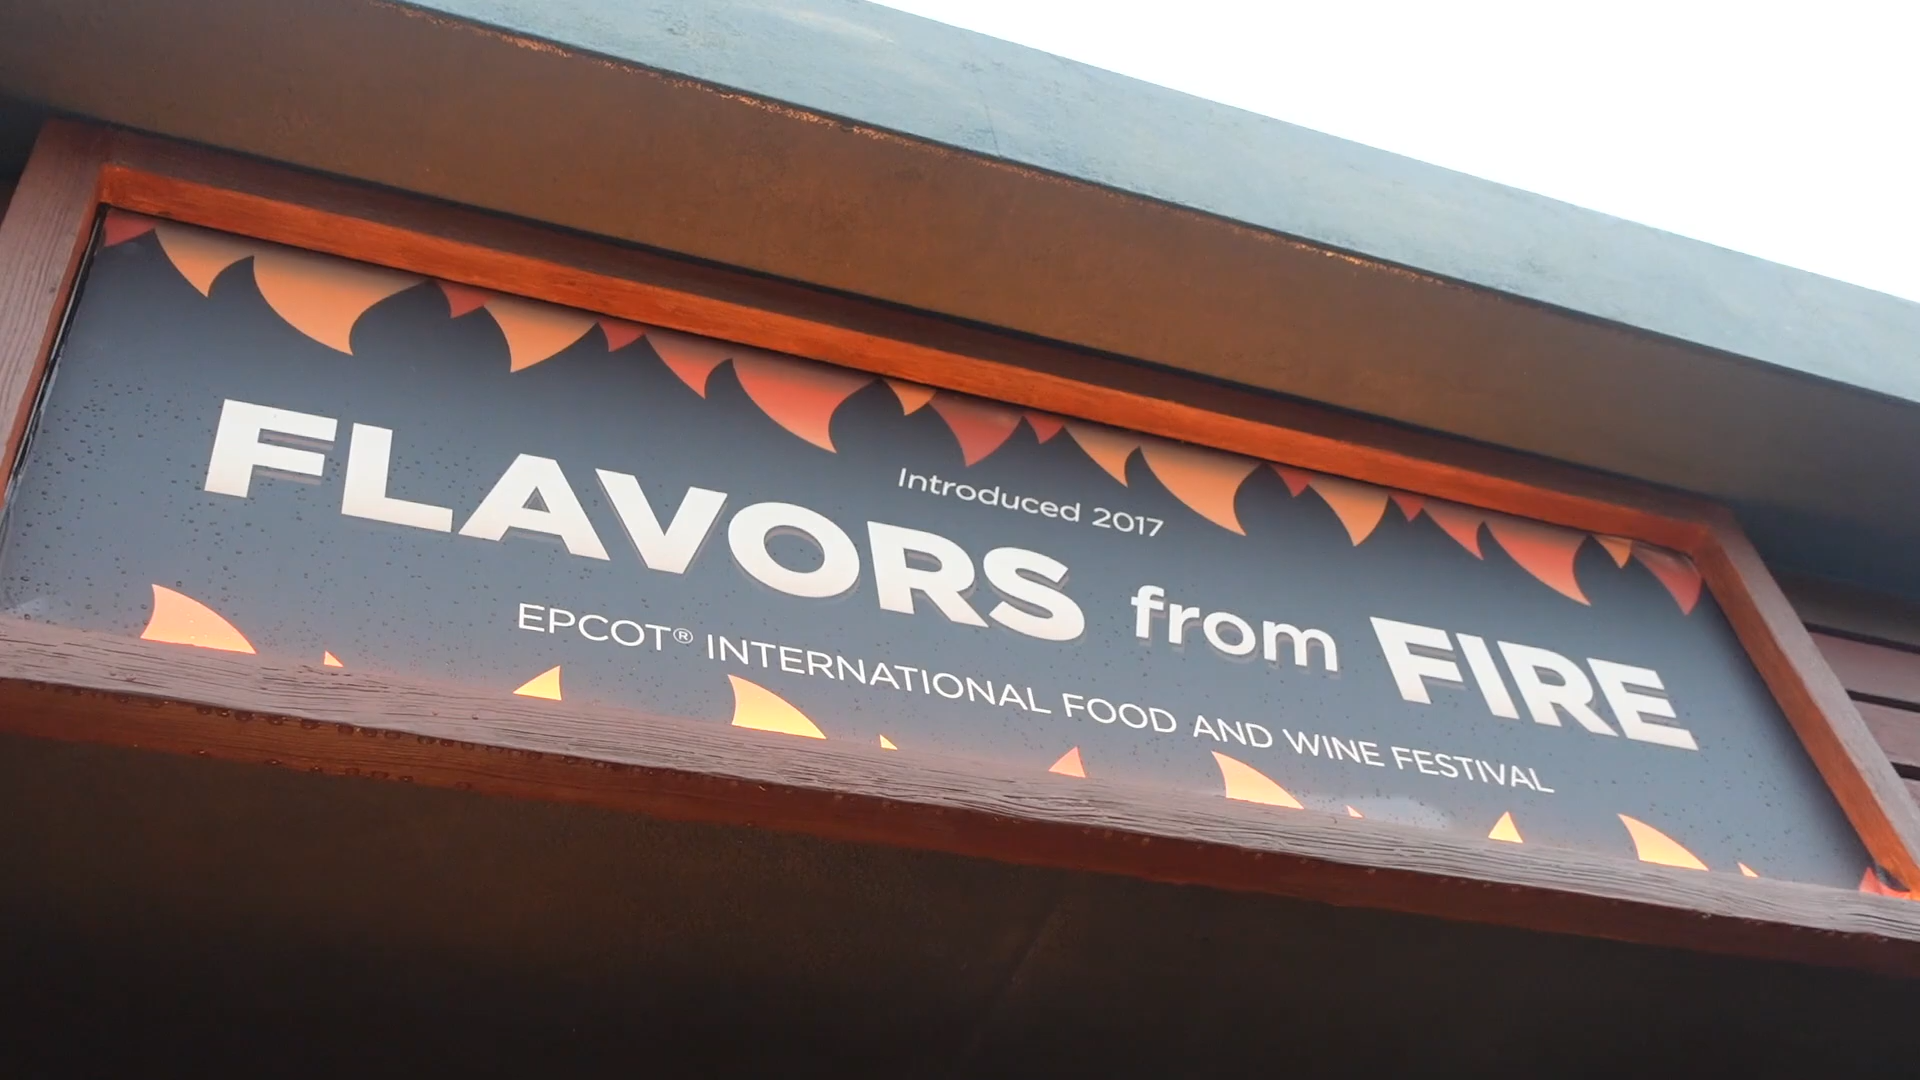 Introduced 2017
FLAVORS from FIRE
EPCOT® INTERNATIONAL FOOD AND WINE FESTIVAL